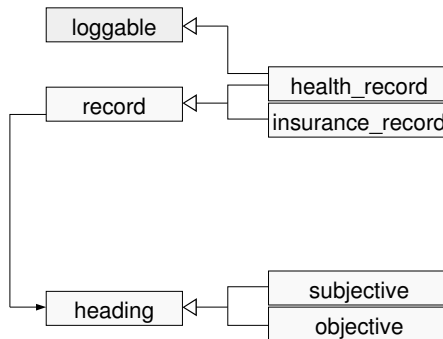 loggable
health_record
record
insurance_record
subjective
heading
objective